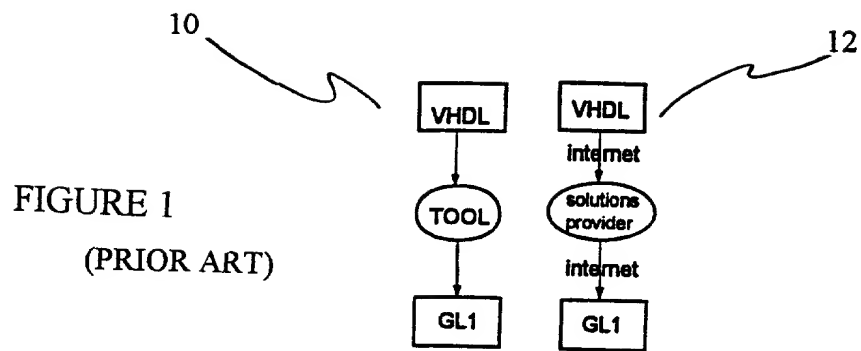 10
12
VHDL
VHDL
internet
FIGURE 1
TOOL
solutions
provider
(PRIOR ART)
internet
GL1
GL1